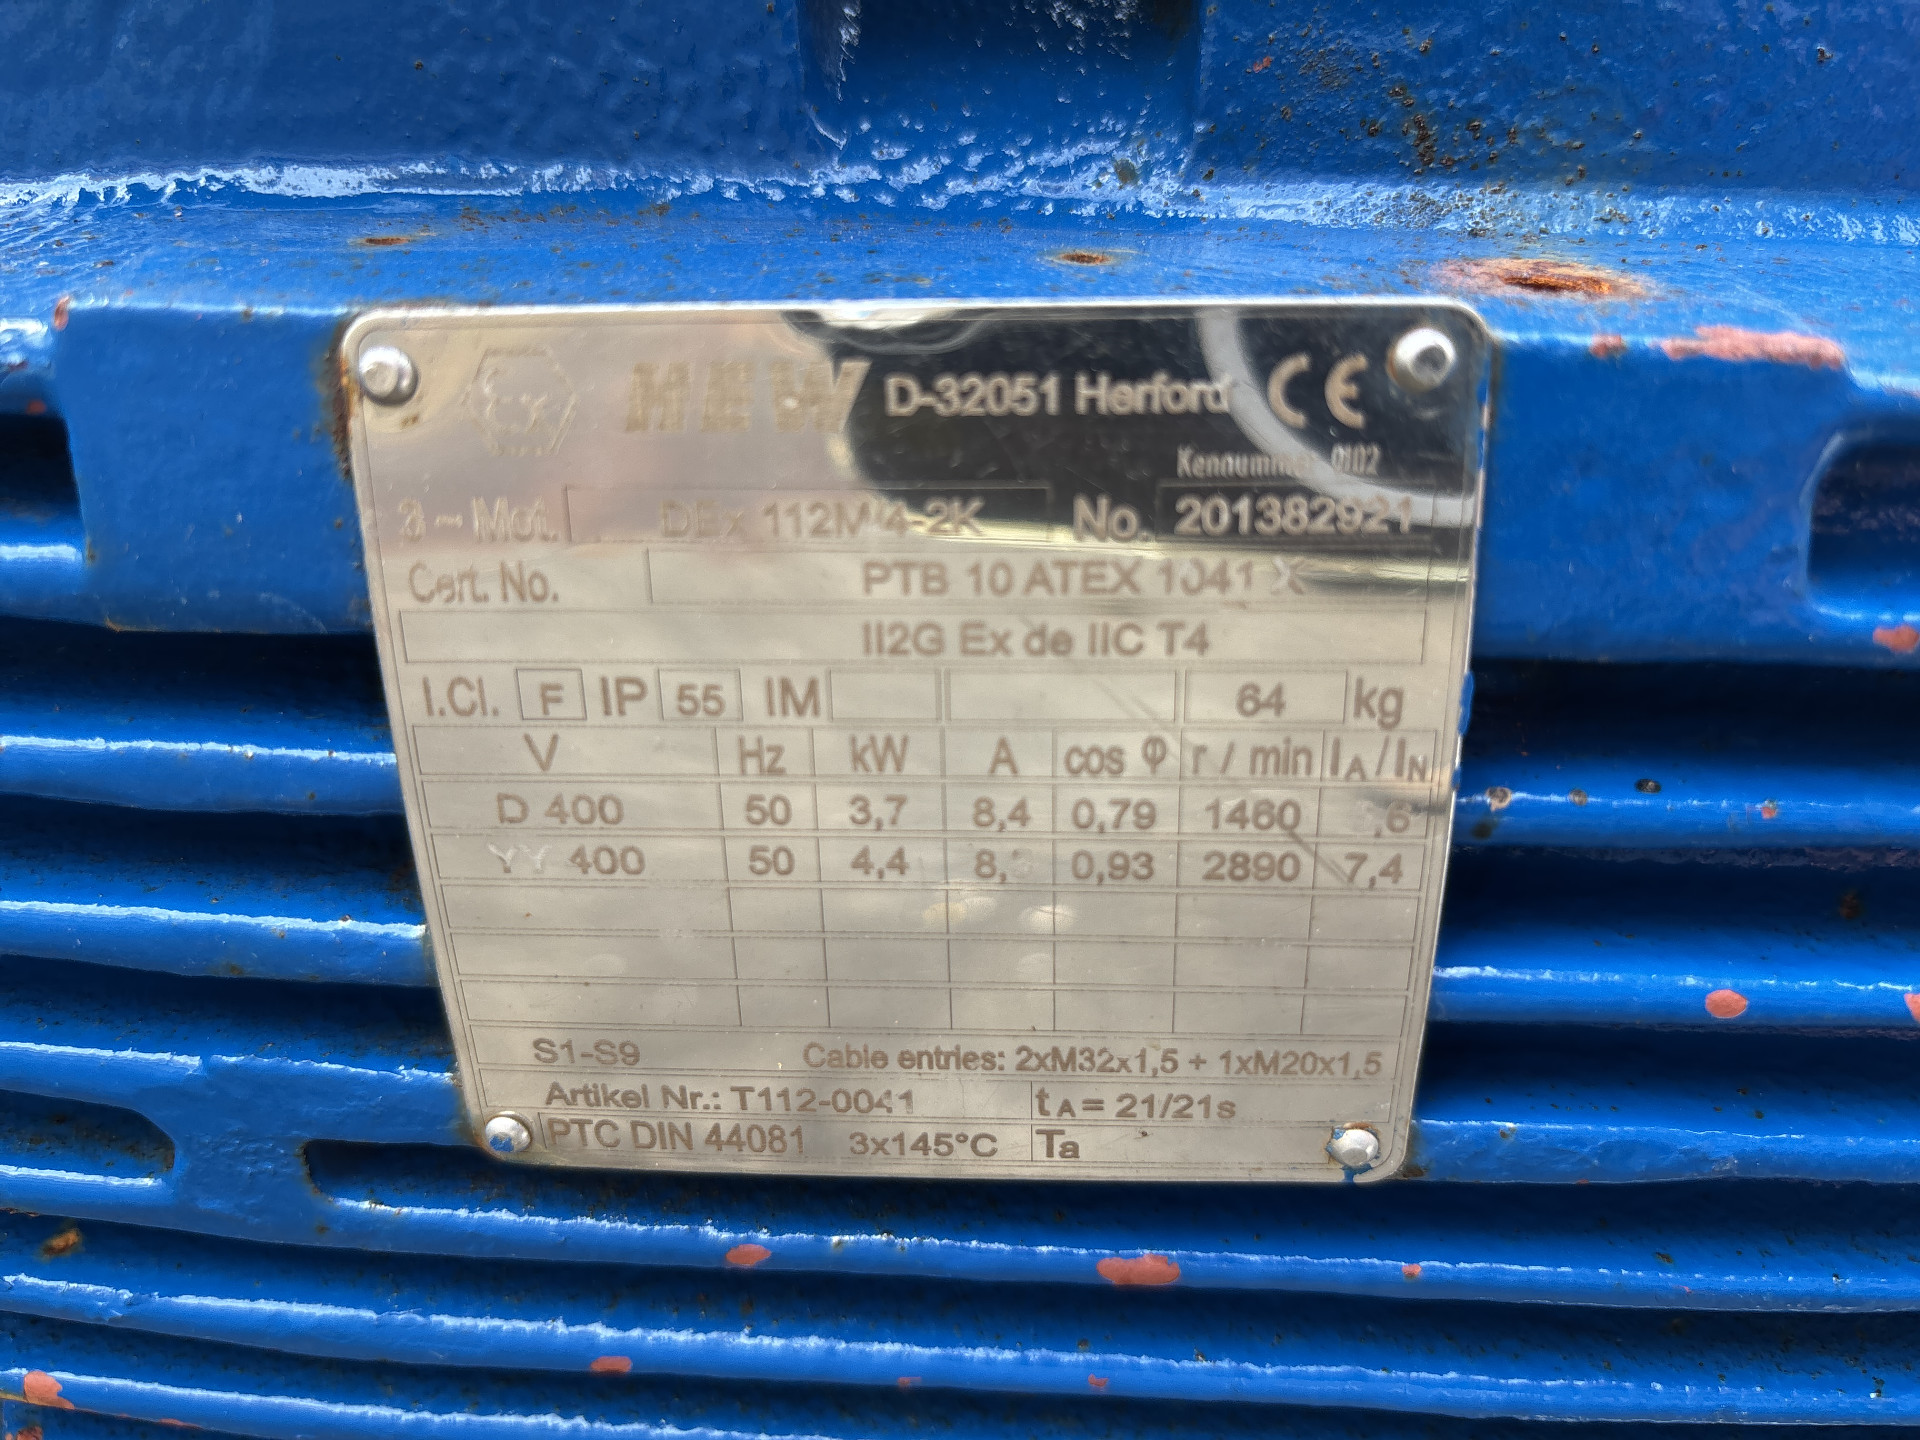 Ex HEW D-32051 Herford CE
Kennummer 0102
3 ~ Mot. DEx 112M/4-2K No. 201382921
Cert. No. PTB 10 ATEX 1041 X
II2G Ex de IIC T4
I.Cl. F IP 55 IM 64 kg
V Hz kW A cos φ r / min IA/IN
D 400 50 3,7 8,4 0,79 1460
YY 400 50 4,4 0,93 2890 7,4
S1-S9 Cable entries: 2xM32x1,5 + 1xM20x1,5
Artikel Nr.: T112-0041 tA = 21/21s
PTC DIN 44081 3x145°C Ta